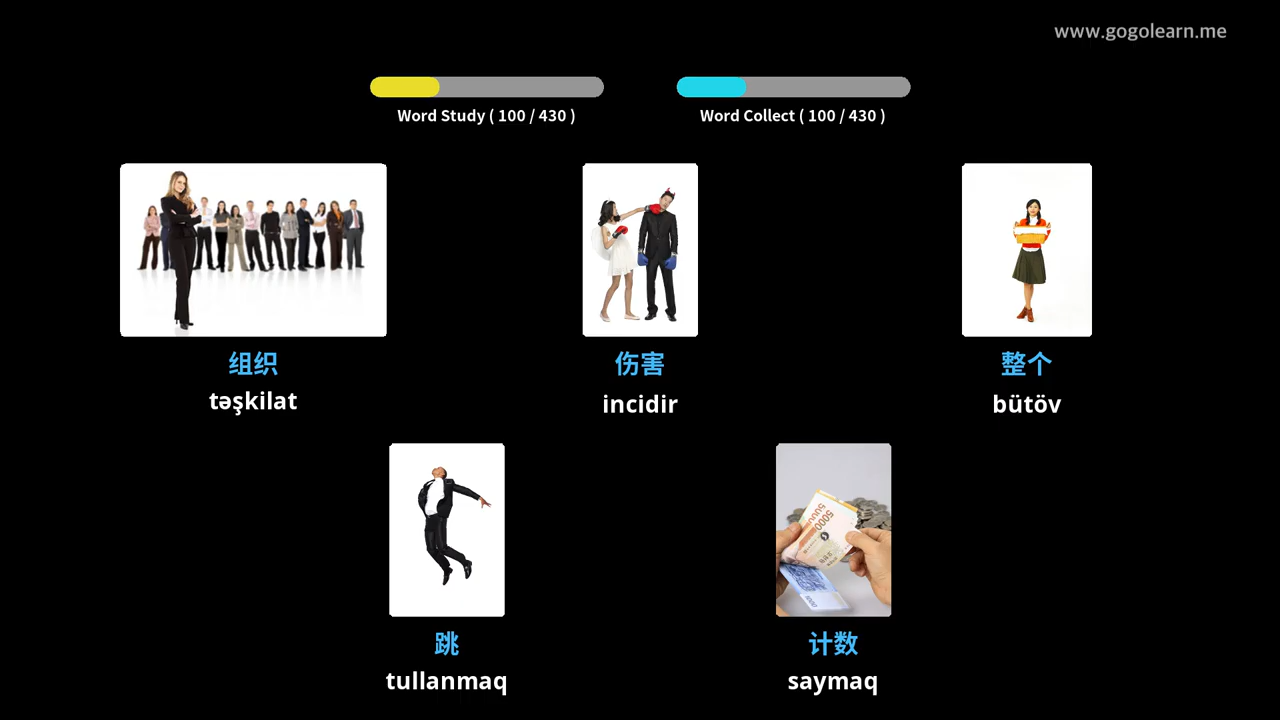 www.gogolearn.me
Word Study ( 100 / 430 )
Word Collect ( 100 / 430 )
组织
təşkilat
伤害
incidir
整个
bütöv
跳
tullanmaq
计数
saymaq
5000